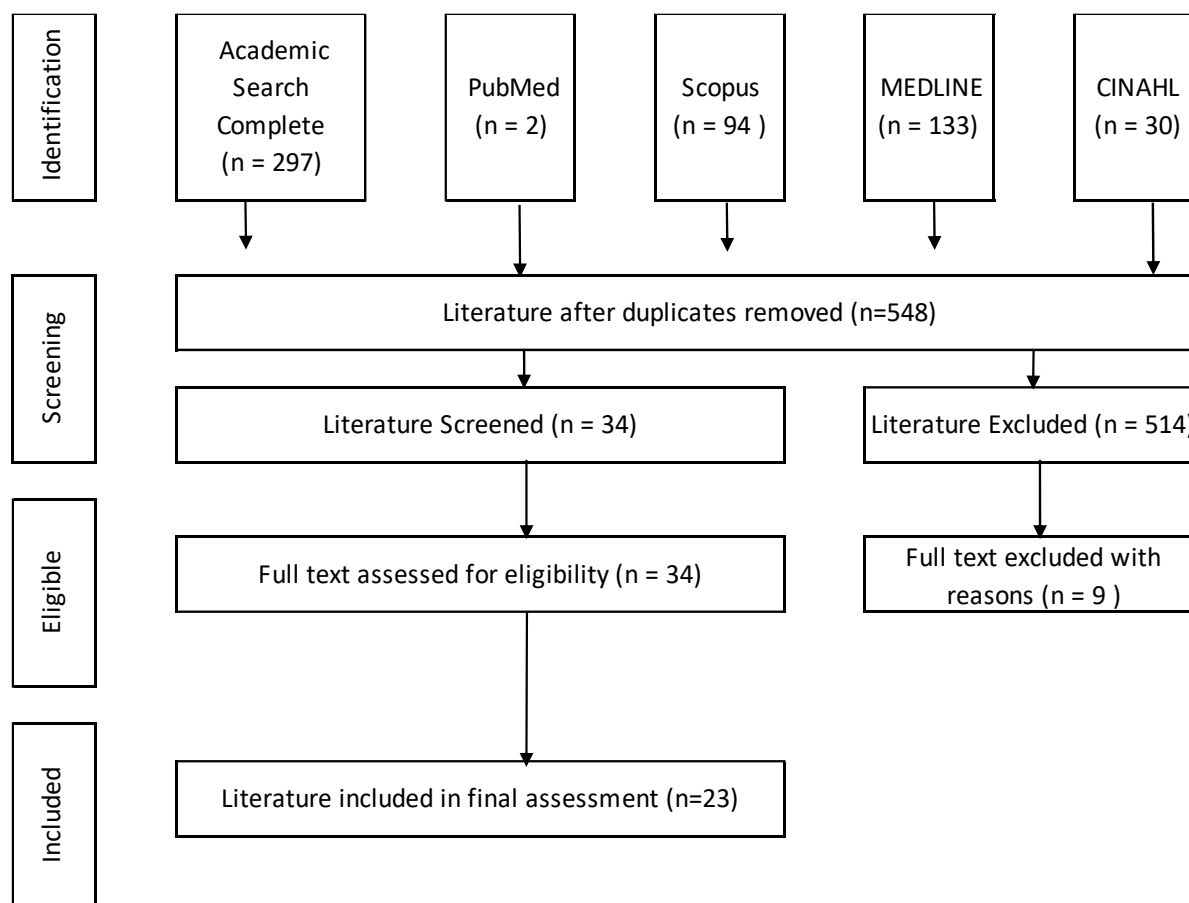 Identification
Academic
Search
Complete
(n = 297)
PubMed
(n = 2)
Scopus
(n = 94 )
MEDLINE
(n = 133)
CINAHL
(n = 30)
Screening
Literature after duplicates removed (n=548)
Literature Screened (n = 34)
Literature Excluded (n = 514)
Eligible
Full text assessed for eligibility (n = 34)
Full text excluded with
reasons (n = 9 )
Included
Literature included in final assessment (n=23)